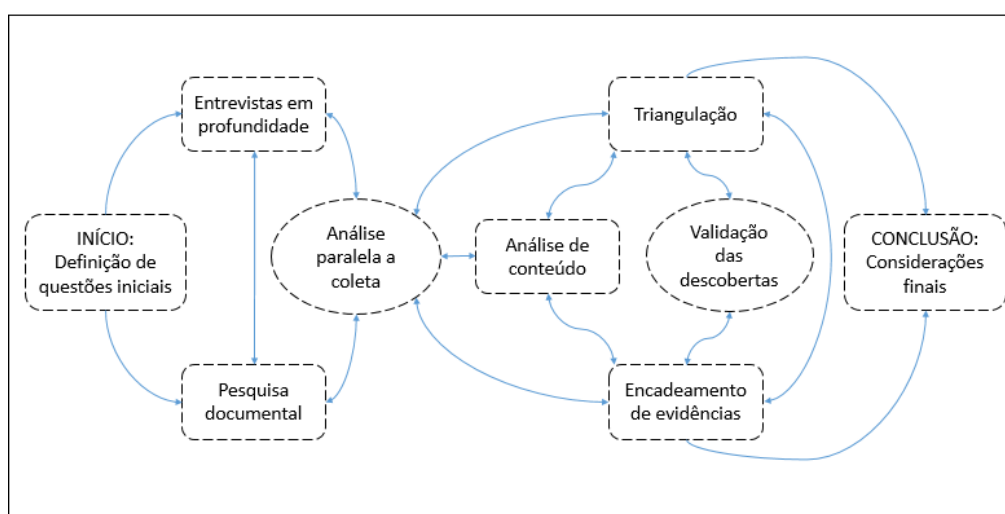 Entrevistas em
profundidade
Triangulação
INÍCIO:
Definição de
questões iniciais
Análise
paralela a
coleta
Análise de
conteúdo
Validação
das
descobertas
CONCLUSÃO:
Considerações
finais
Pesquisa
documental
Encadeamento
de evidências